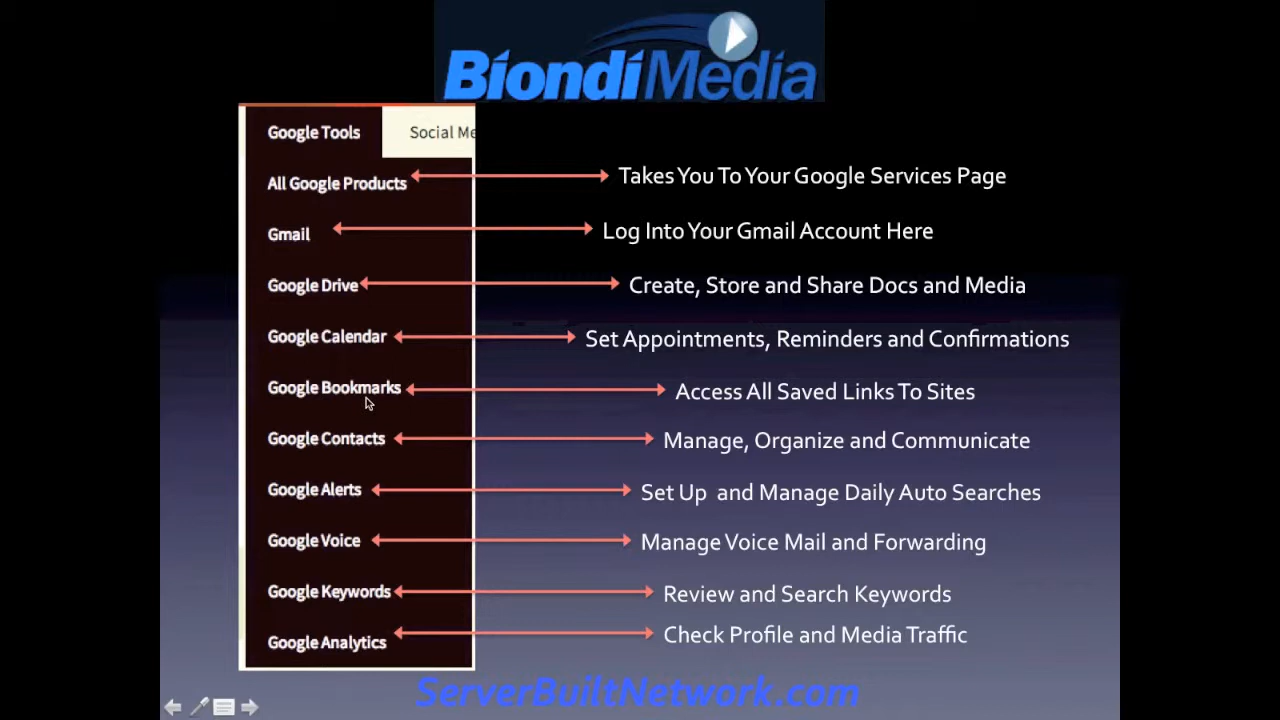 BiondiMedia
Google Tools
Social Me
All Google Products
Takes You To Your Google Services Page
Gmail
Log Into Your Gmail Account Here
Google Drive
Create, Store and Share Docs and Media
Google Calendar
Set Appointments, Reminders and Confirmations
Google Bookmarks
Access All Saved Links To Sites
Google Contacts
Manage, Organize and Communicate
Google Alerts
Set Up  and Manage Daily Auto Searches
Google Voice
Manage Voice Mail and Forwarding
Google Keywords
Review and Search Keywords
Google Analytics
Check Profile and Media Traffic
ServerBuiltNetwork.com